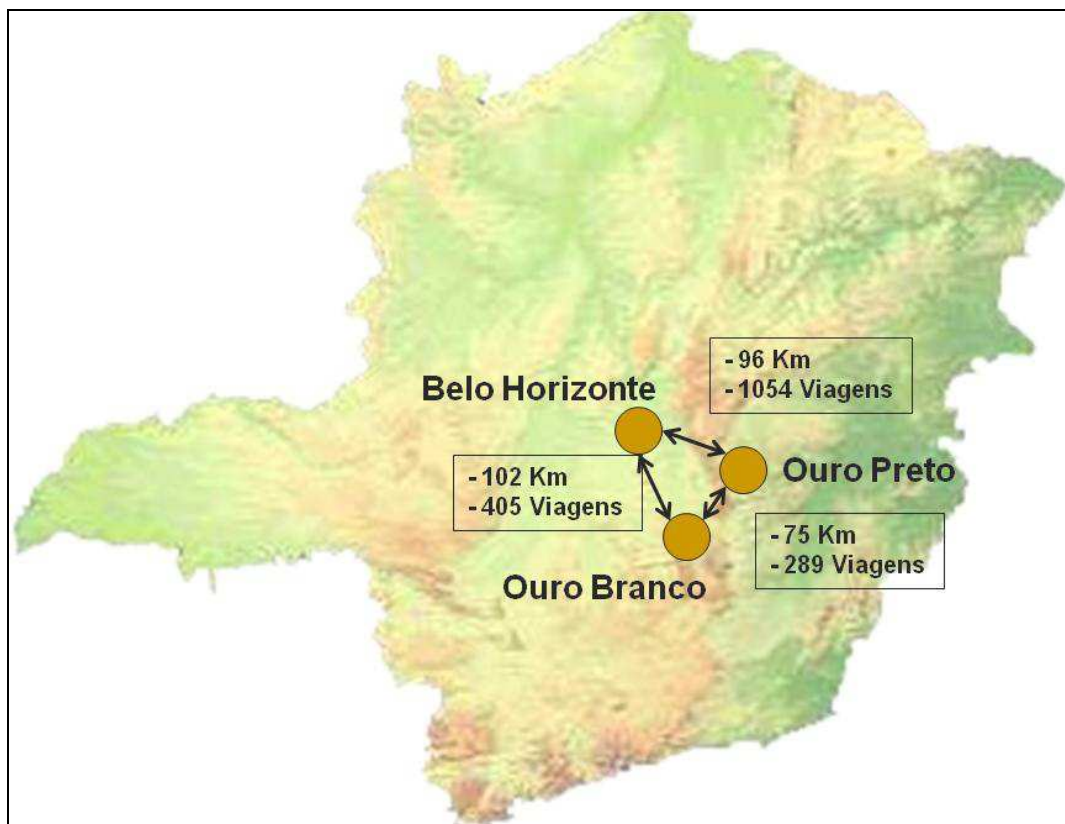 - 96 Km
- 1054 Viagens
Belo Horizonte
Ouro Preto
- 102 Km
- 405 Viagens
- 75 Km
- 289 Viagens
Ouro Branco